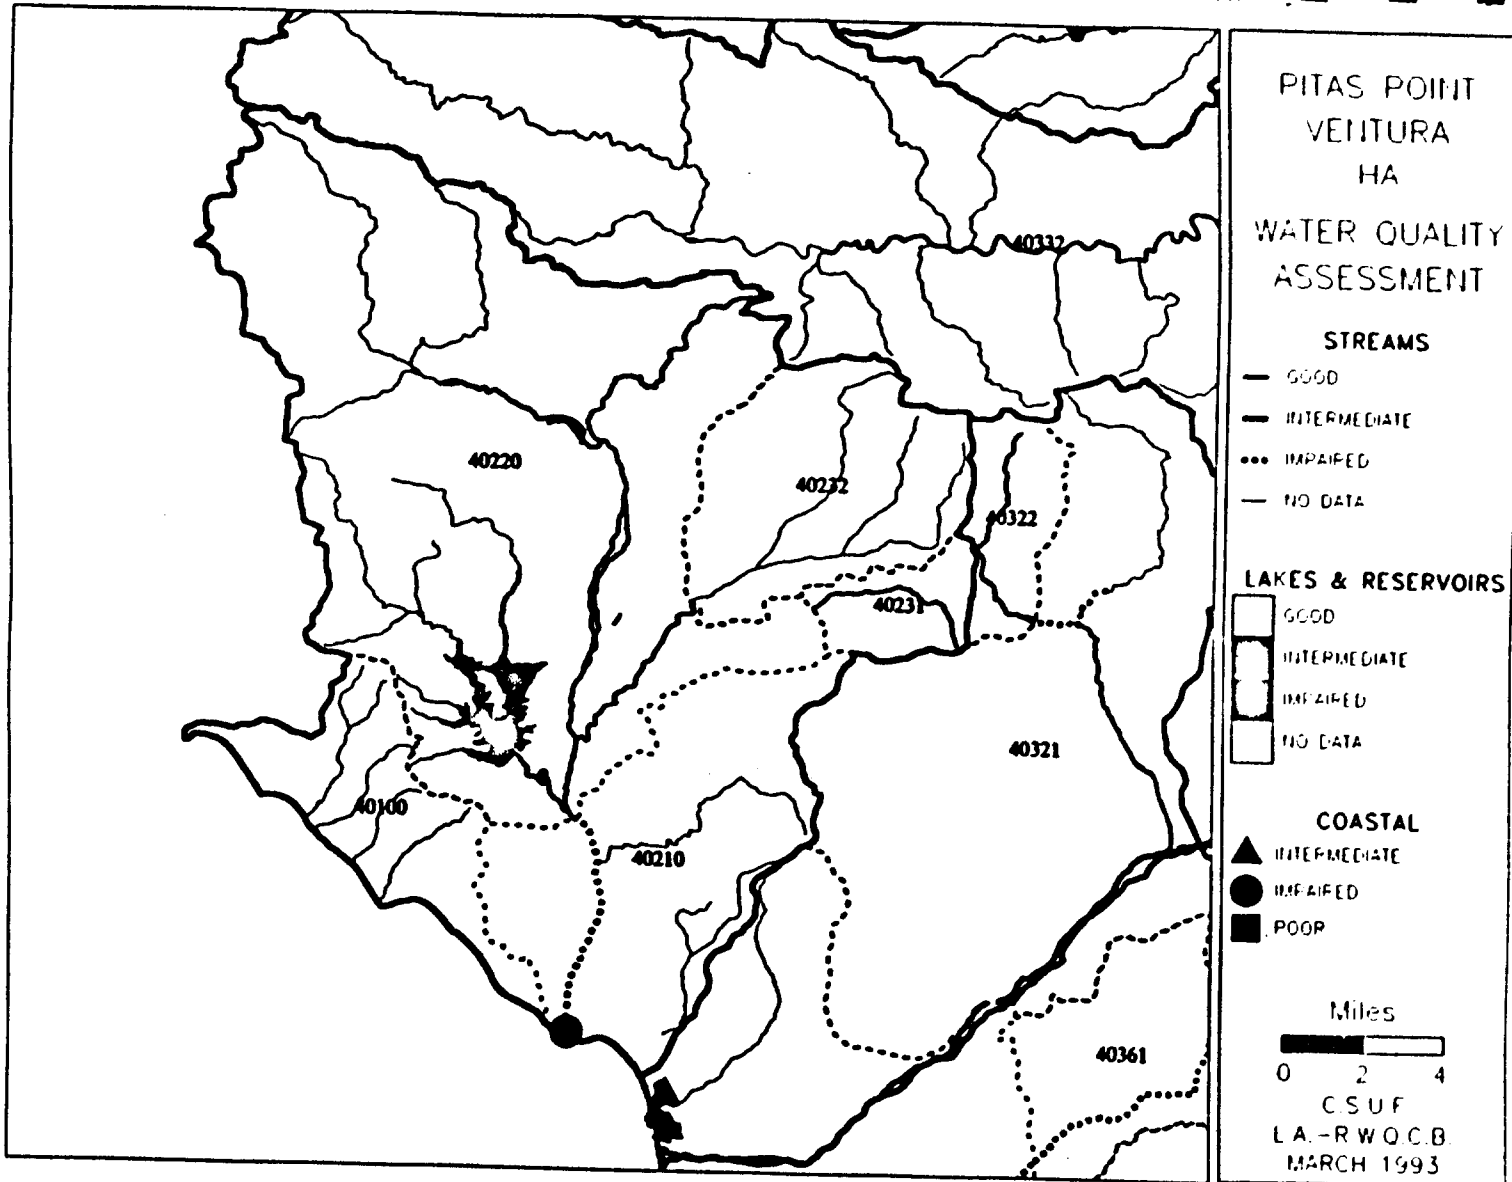 PITAS POINT
VENTURA
HA
WATER QUALITY
ASSESSMENT
STREAMS
GOOD
INTERMEDIATE
IMPAIRED
NO DATA
LAKES & RESERVOIRS
GOOD
INTERMEDIATE
IMPAIRED
NO DATA
COASTAL
INTERMEDIATE
IMPAIRED
POOR
Miles
0 2 4
C.S U F
L A.-R W Q.C.B.
MARCH 1993
40332
40220
40232
40322
40231
40321
40100
40210
40361